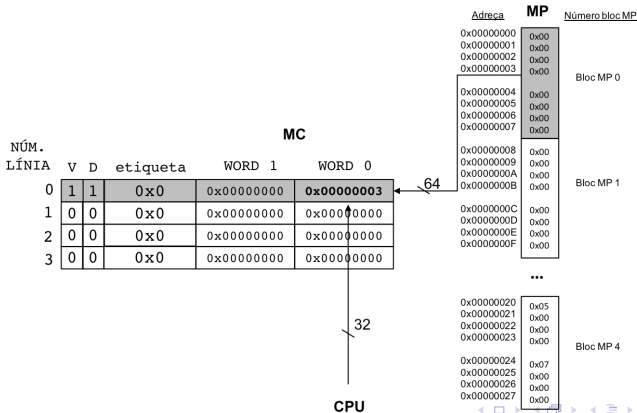 Adreça MP Número bloc MP
0x00000000 0x00
0x00000001 0x00
0x00000002 0x00
0x00000003 0x00
Bloc MP 0
0x00000004 0x00
0x00000005 0x00
0x00000006 0x00
0x00000007 0x00
MC
0x00000008 0x00
0x00000009 0x00
0x0000000A 0x00
0x0000000B 0x00
Bloc MP 1
0x0000000C 0x00
0x0000000D 0x00
0x0000000E 0x00
0x0000000F 0x00
...
0x00000020 0x05
0x00000021 0x00
0x00000022 0x00
0x00000023 0x00
Bloc MP 4
0x00000024 0x07
0x00000025 0x00
0x00000026 0x00
0x00000027 0x00
NÚM.
LÍNIA V D etiqueta WORD 1 WORD 0
0 1 1 0x0 0x00000000 0x00000003 64
1 0 0 0x0 0x00000000 0x00000000
2 0 0 0x0 0x00000000 0x00000000
3 0 0 0x0 0x00000000 0x00000000
32
CPU